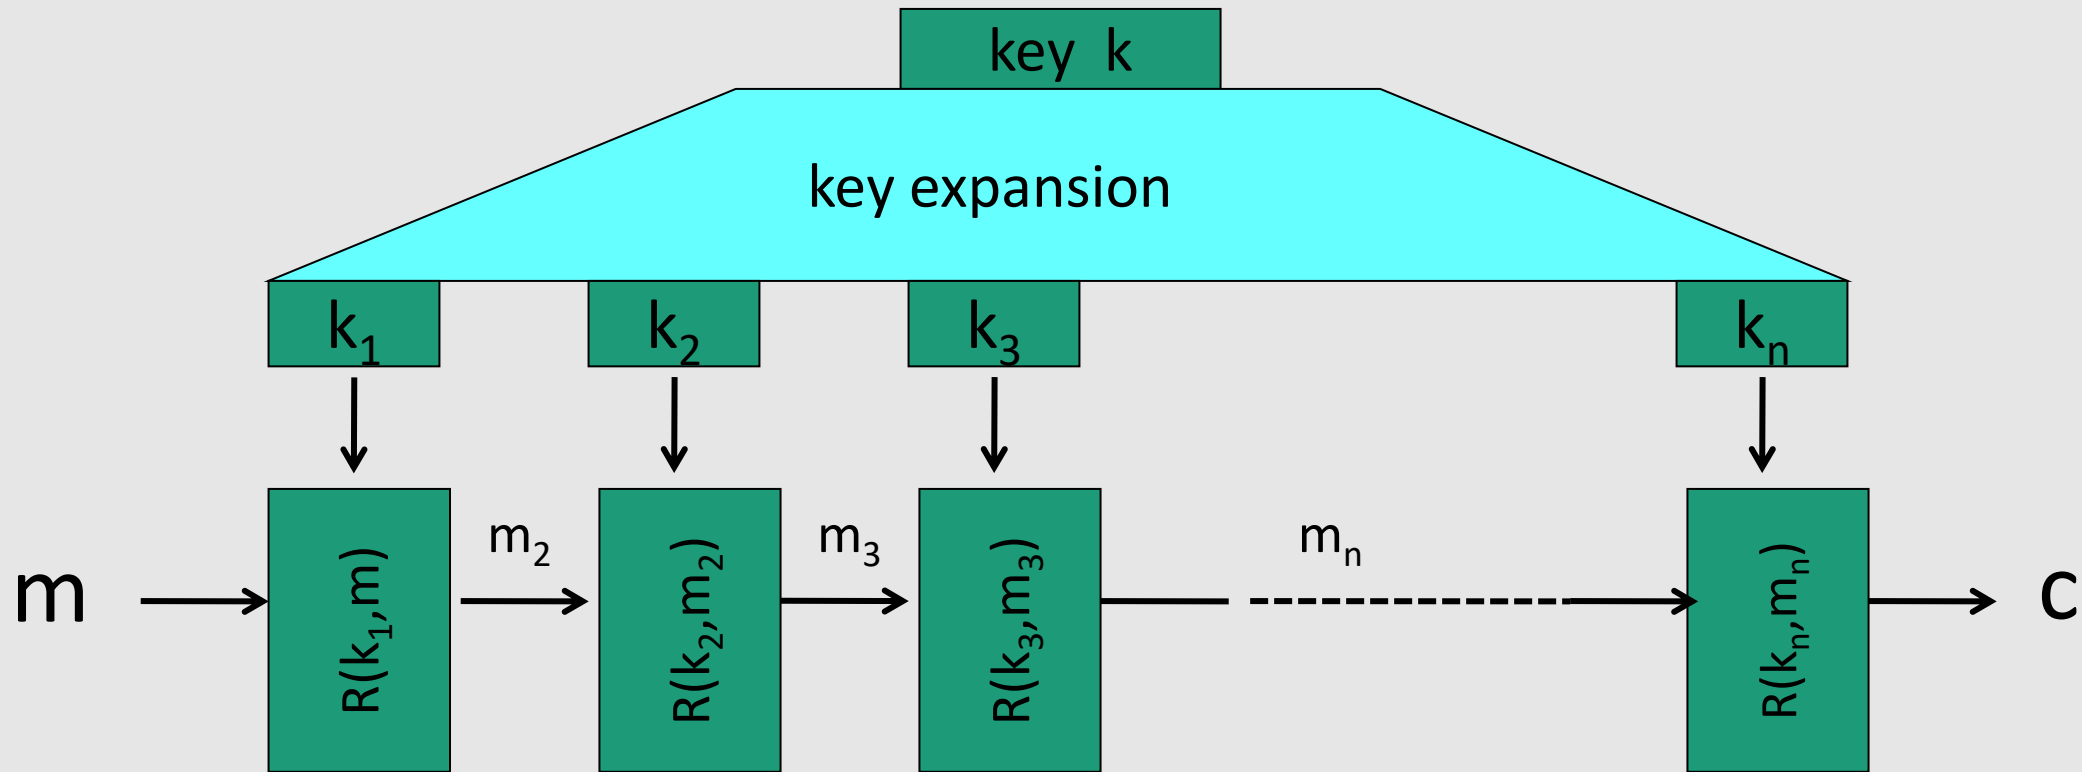 key k
key expansion
k₁ k₂ k₃ kₙ
m₂ m₃ mₙ
m R(k₁,m) R(k₂,m₂) R(k₃,m₃) R(kₙ,mₙ) c